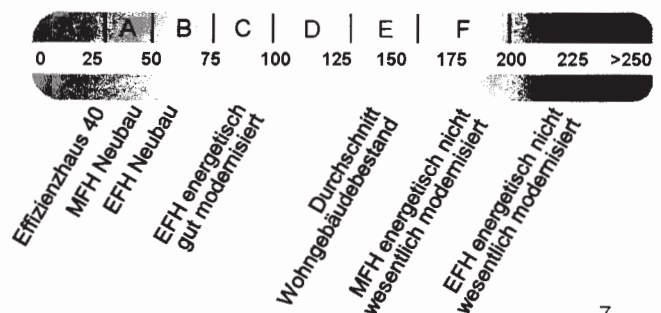 A B C D E F
0 25 50 75 100 125 150 175 200 225 >250
Effizienzhaus 40
MFH Neubau
EFH Neubau
EFH energetisch
gut modernisiert
Durchschnitt
Wohngebäudebestand
MFH energetisch nicht
wesentlich modernisiert
EFH energetisch nicht
wesentlich modernisiert
7